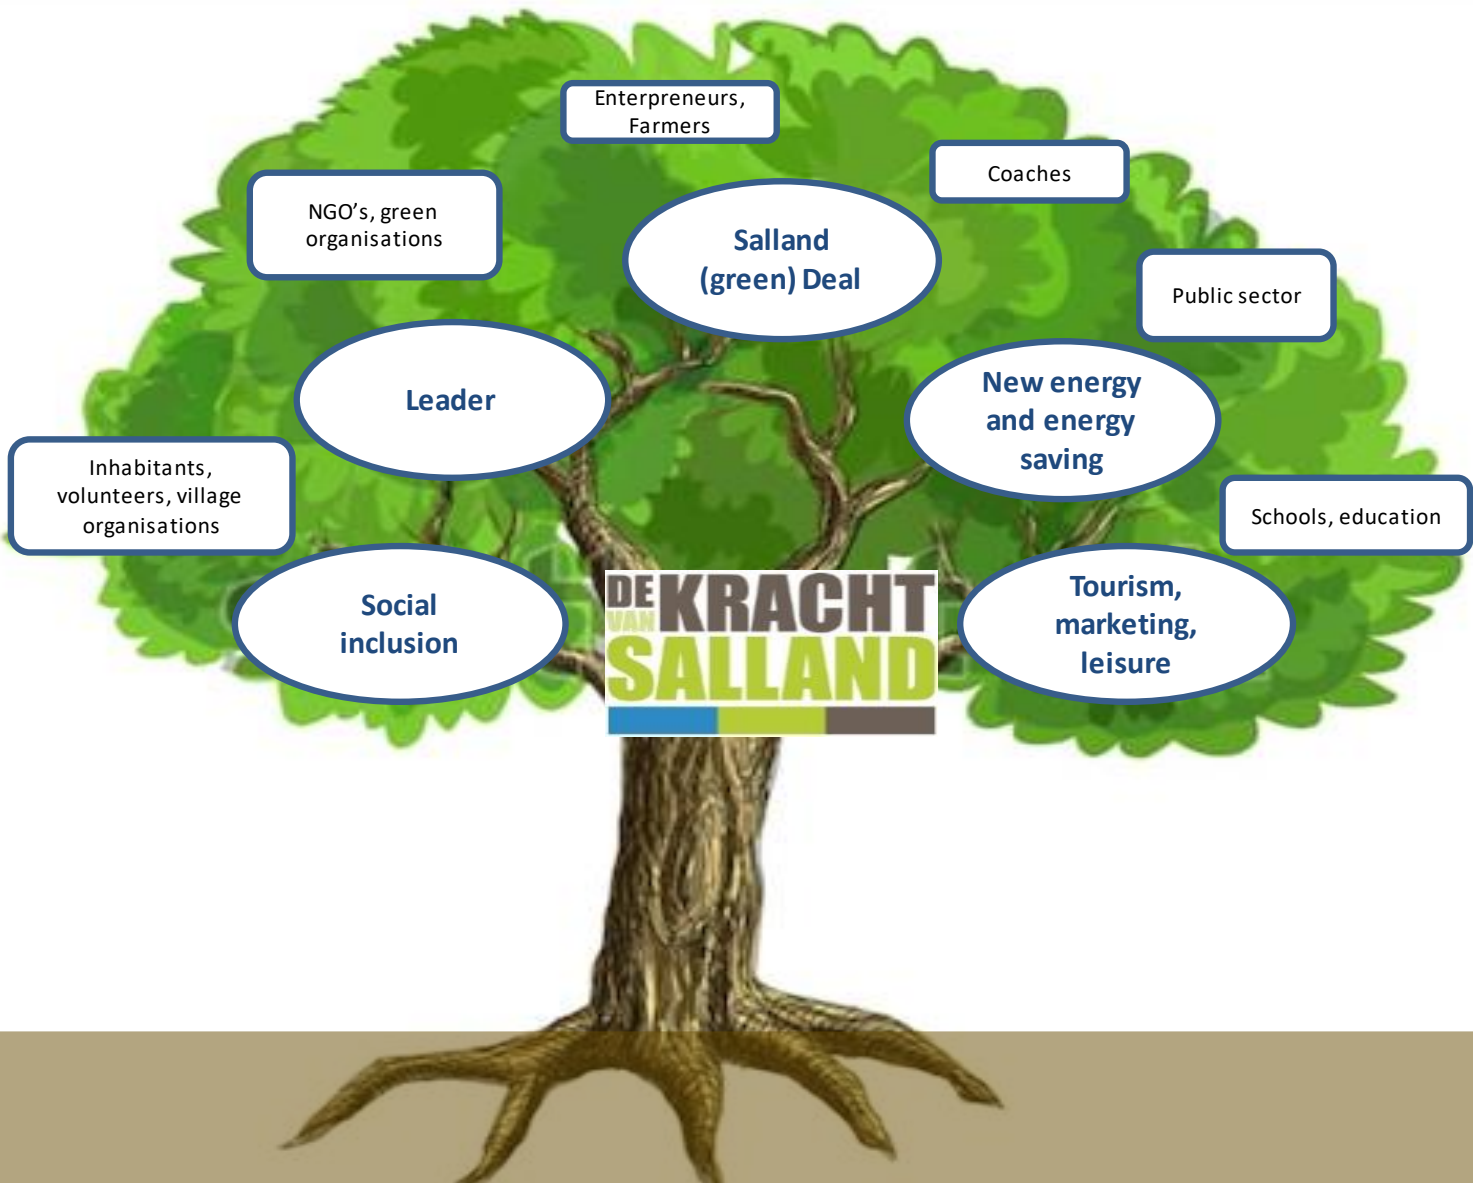 Enterpreneurs,
Farmers
Coaches
NGO's, green
organisations
Salland
(green) Deal
Public sector
Leader
New energy
and energy
saving
Inhabitants,
volunteers, village
organisations
Schools, education
Social
inclusion
DE VAN KRACHT
SALLAND
Tourism,
marketing,
leisure